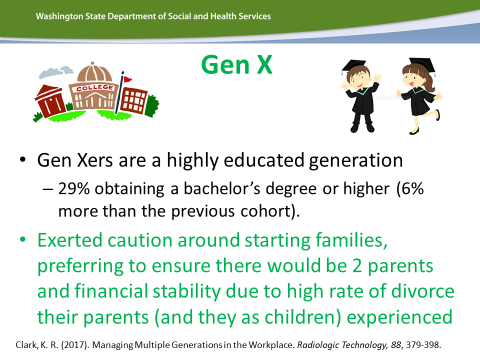 Washington State Department of Social and Health Services
Gen X
COLLEGE
• Gen Xers are a highly educated generation
– 29% obtaining a bachelor's degree or higher (6%
more than the previous cohort).
• Exerted caution around starting families,
preferring to ensure there would be 2 parents
and financial stability due to high rate of divorce
their parents (and they as children) experienced
Clark, K. R. (2017). Managing Multiple Generations in the Workplace. Radiologic Technology, 88, 379-398.